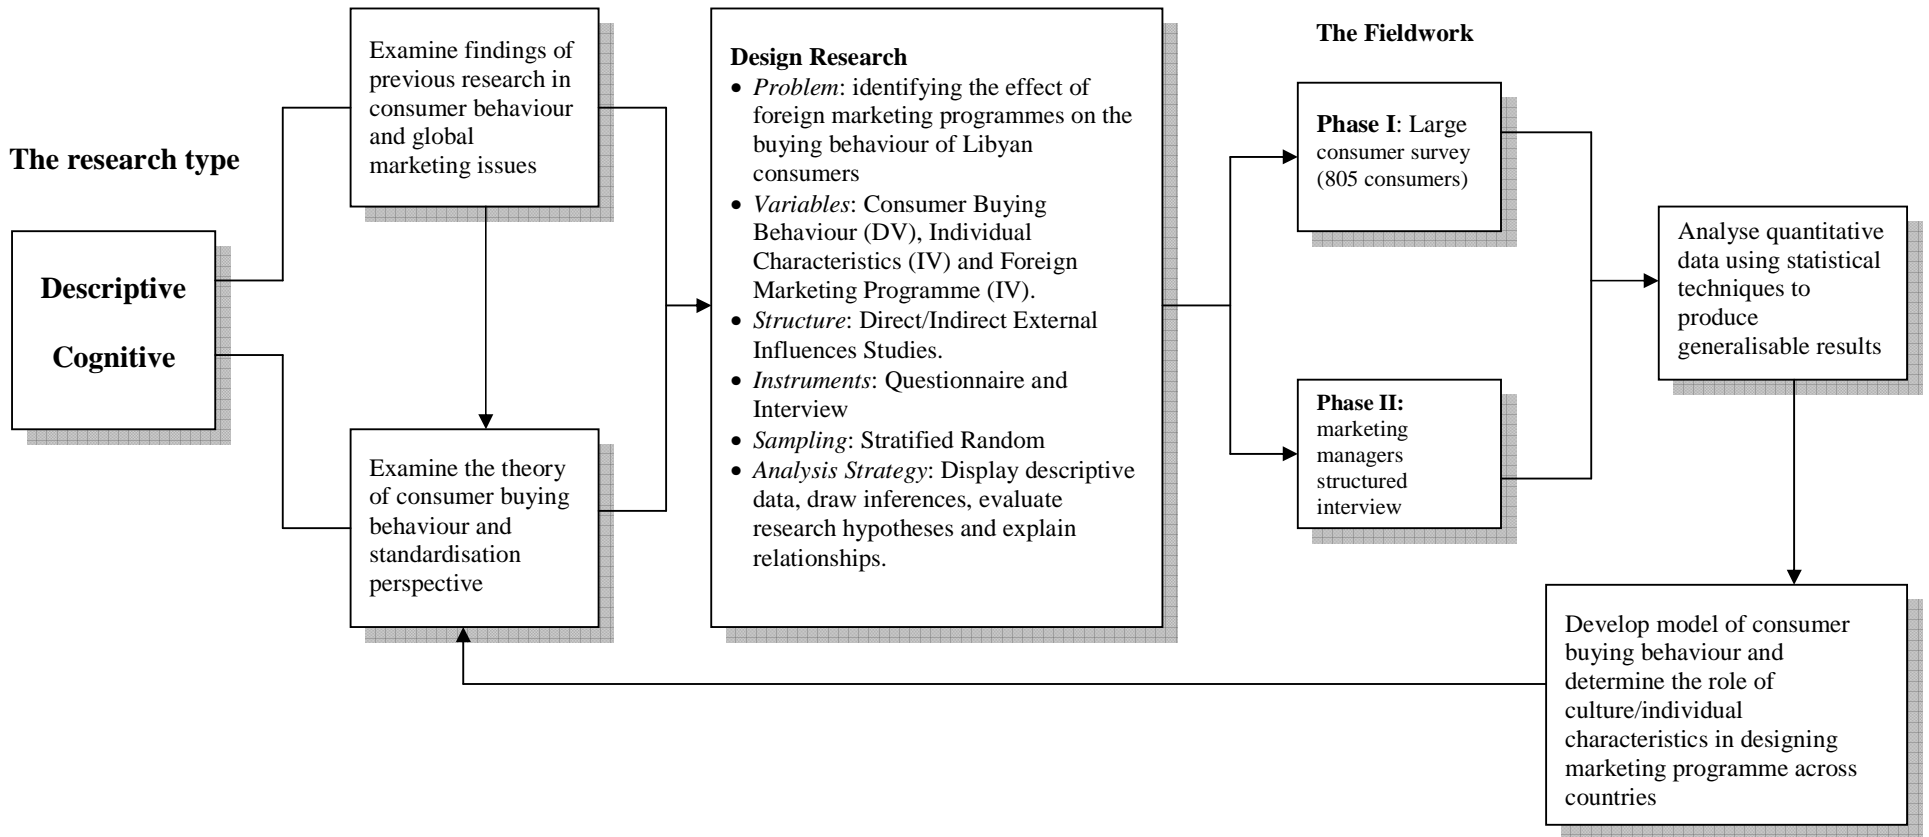 The research type
Descriptive
Cognitive
Examine findings of
previous research in
consumer behaviour
and global
marketing issues
Examine the theory
of consumer buying
behaviour and
standardisation
perspective
Design Research
• Problem: identifying the effect of
foreign marketing programmes on the
buying behaviour of Libyan
consumers
• Variables: Consumer Buying
Behaviour (DV), Individual
Characteristics (IV) and Foreign
Marketing Programme (IV).
• Structure: Direct/Indirect External
Influences Studies.
• Instruments: Questionnaire and
Interview
• Sampling: Stratified Random
• Analysis Strategy: Display descriptive
data, draw inferences, evaluate
research hypotheses and explain
relationships.
The Fieldwork
Phase I: Large
consumer survey
(805 consumers)
Phase II:
marketing
managers
structured
interview
Analyse quantitative
data using statistical
techniques to
produce
generalisable results
Develop model of consumer
buying behaviour and
determine the role of
culture/individual
characteristics in designing
marketing programme across
countries